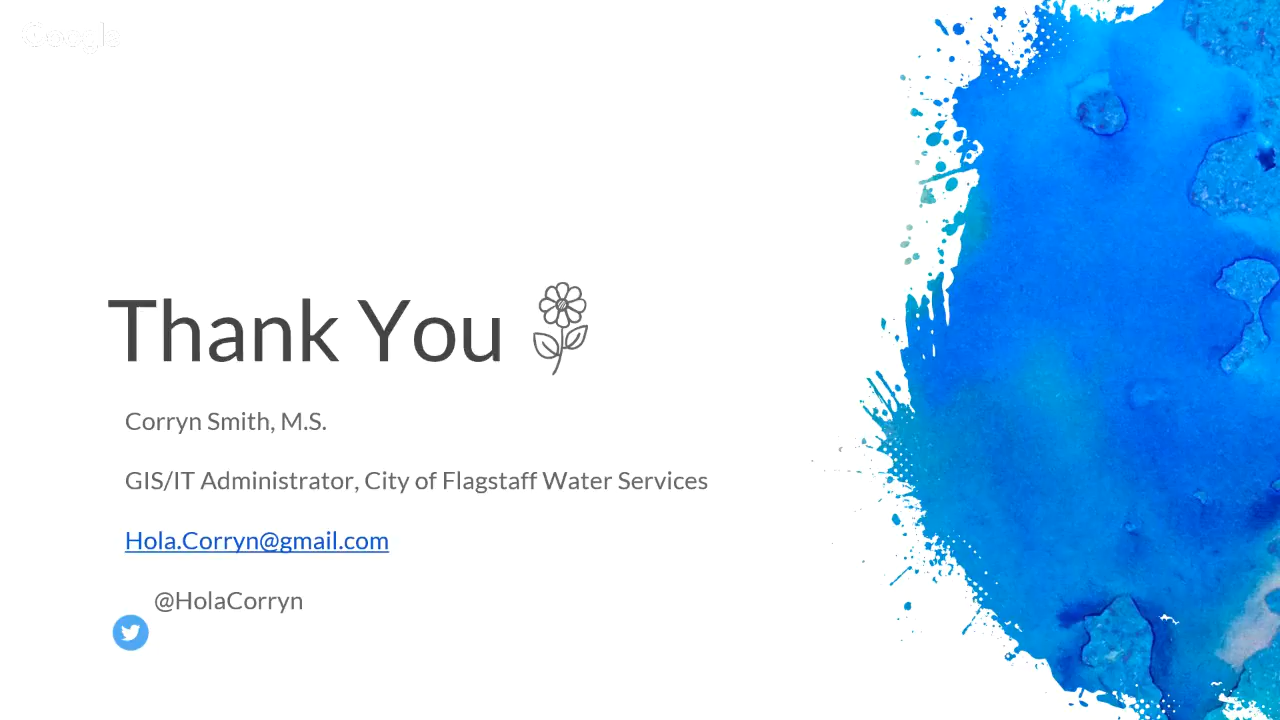 Google
Thank You
Corryn Smith, M.S.
GIS/IT Administrator, City of Flagstaff Water Services
Hola.Corryn@gmail.com
@HolaCorryn